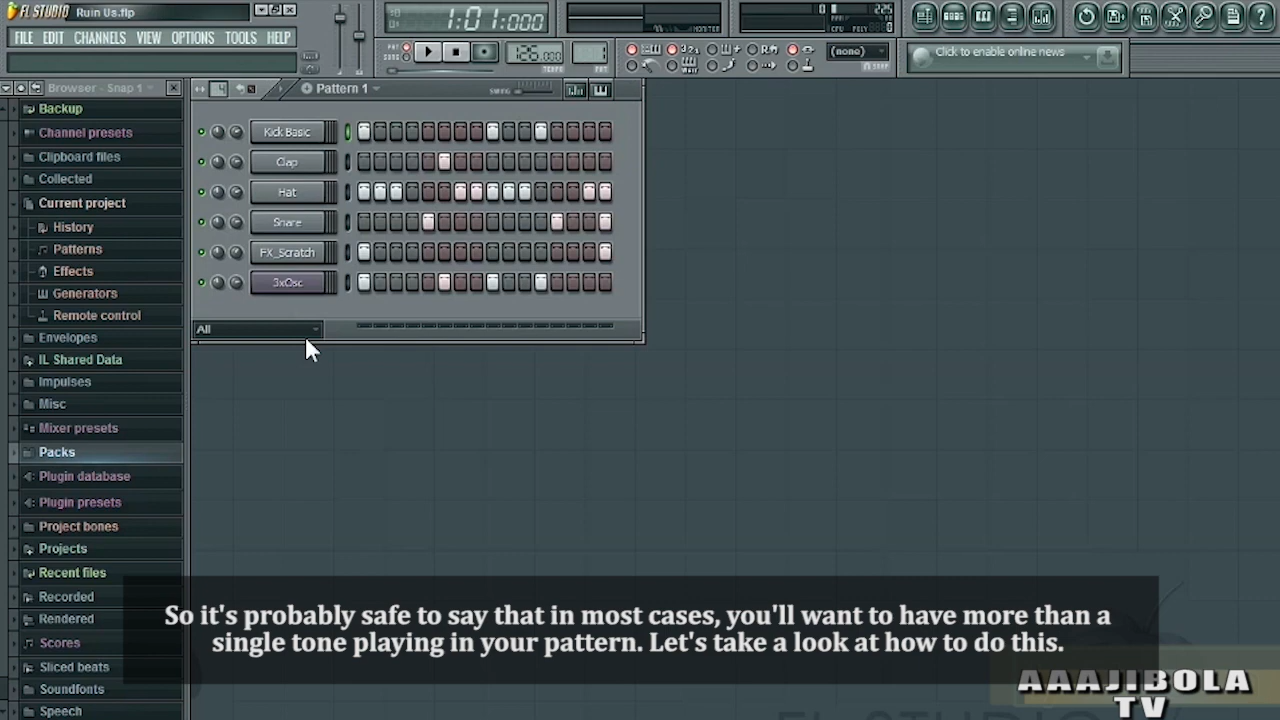 FL STUDIO Ruin Us.flp
FILE EDIT CHANNELS VIEW OPTIONS TOOLS HELP
1:01:000
225
126.000
(none)
Click to enable online news
Browser - Snap 1
Pattern 1
SWING
Backup
Channel presets
Clipboard files
Collected
Current project
History
Patterns
Effects
Generators
Remote control
Envelopes
IL Shared Data
Impulses
Misc
Mixer presets
Packs
Plugin database
Plugin presets
Project bones
Projects
Recent files
Recorded
Rendered
Scores
Sliced beats
Soundfonts
Speech
Kick Basic
Clap
Hat
Snare
FX_Scratch
3xOsc
All
So it's probably safe to say that in most cases, you'll want to have more than a
single tone playing in your pattern. Let's take a look at how to do this.
AAAJIBOLA
TV